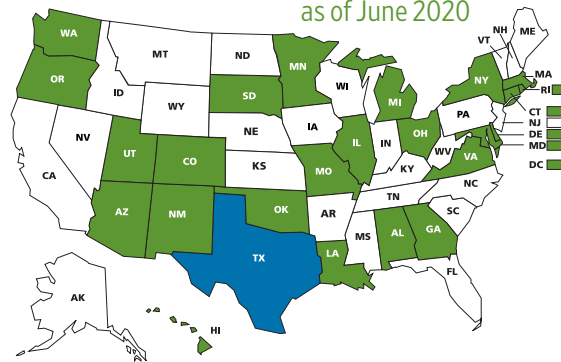 as of June 2020
WA
MT
ND
MN
VT
NH
ME
OR
ID
WY
SD
WI
MI
NY
MA
RI
CT
NJ
DE
MD
DC
NV
UT
CO
NE
IA
IL
IN
OH
PA
WV
VA
CA
KS
MO
KY
AZ
NM
OK
AR
TN
NC
SC
TX
LA
MS
AL
GA
FL
AK
HI